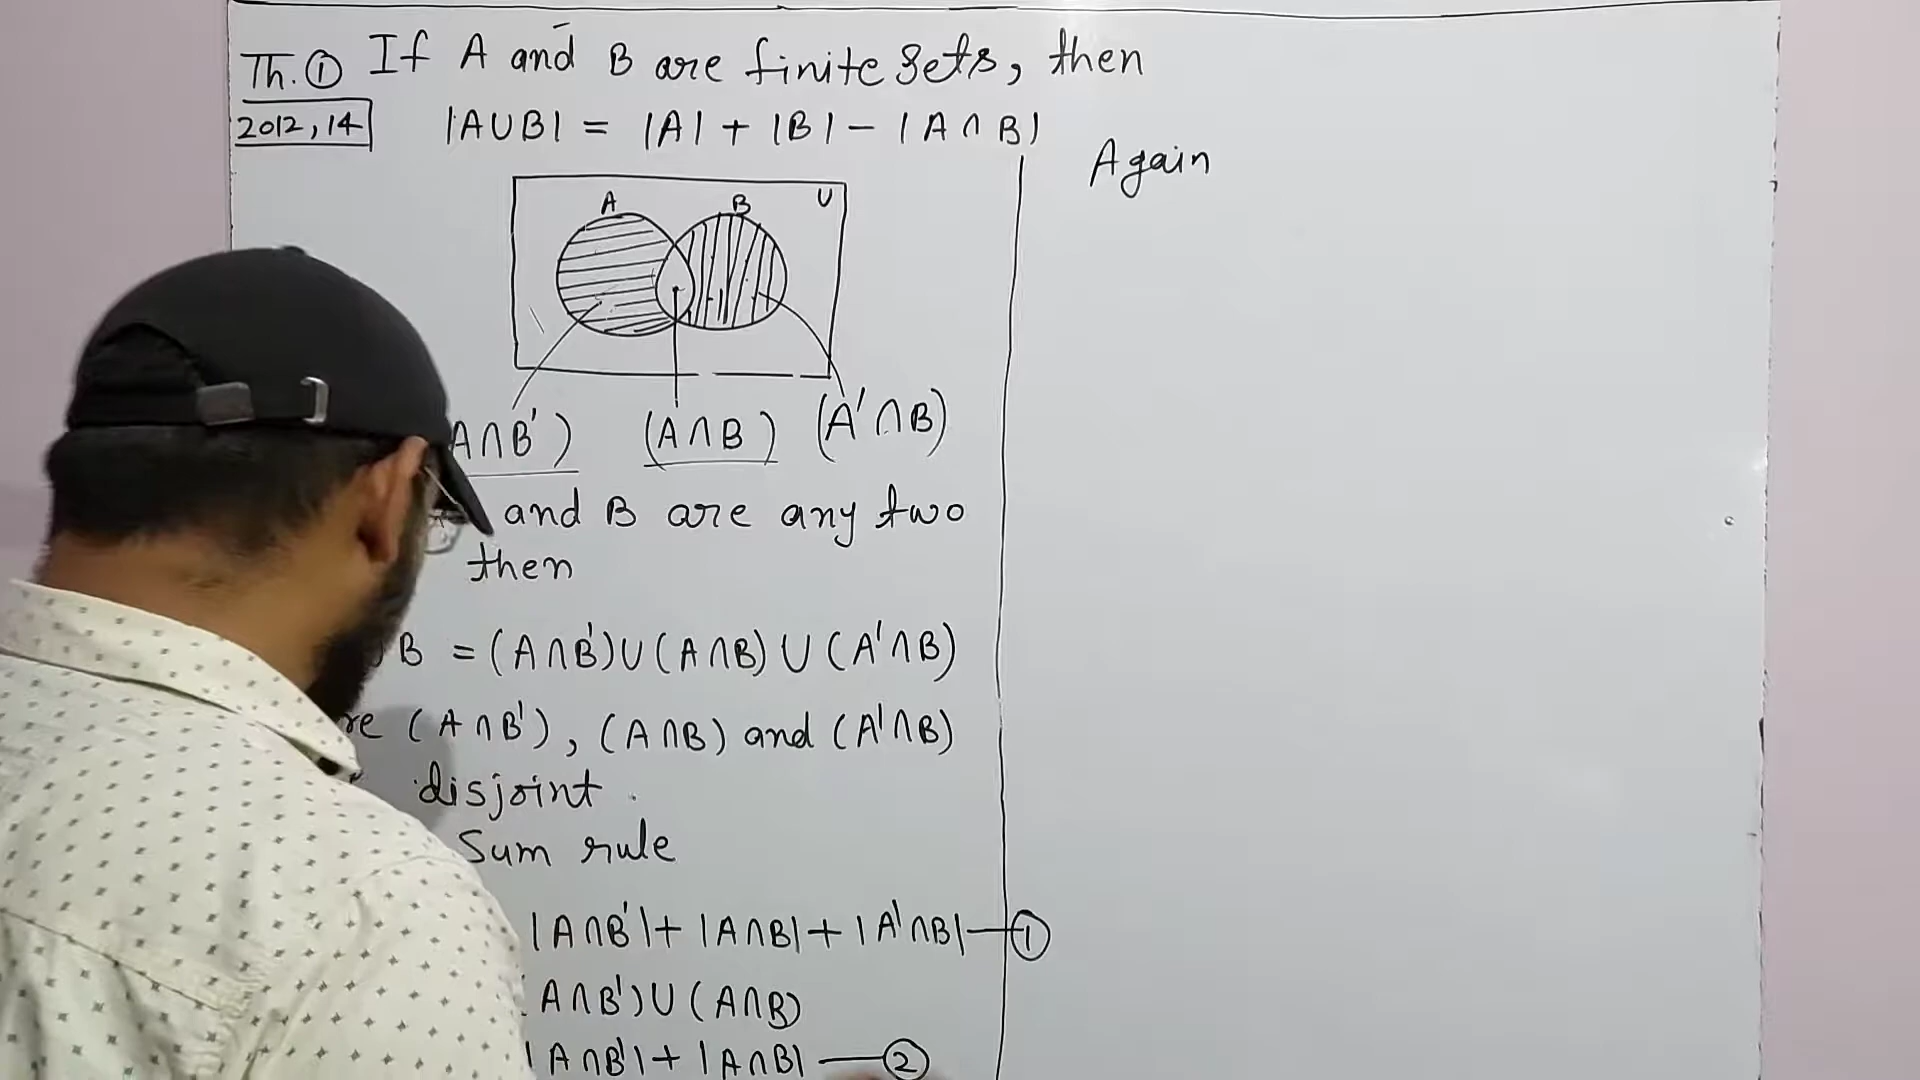 Th. ① If A and B are finite sets, then
2012, 14
|A∪B| = |A| + |B| − |A ∩ B|
Again
A B U
A∩B') (A∩B) (A'∩B)
and B are any two
then
B = (A∩B')∪(A∩B)∪(A'∩B)
re (A∩B'), (A∩B) and (A'∩B)
disjoint.
Sum rule
|A∩B'| + |A∩B| + |A'∩B| — ①
A∩B')∪(A∩B)
|A∩B'| + |A∩B| — ②